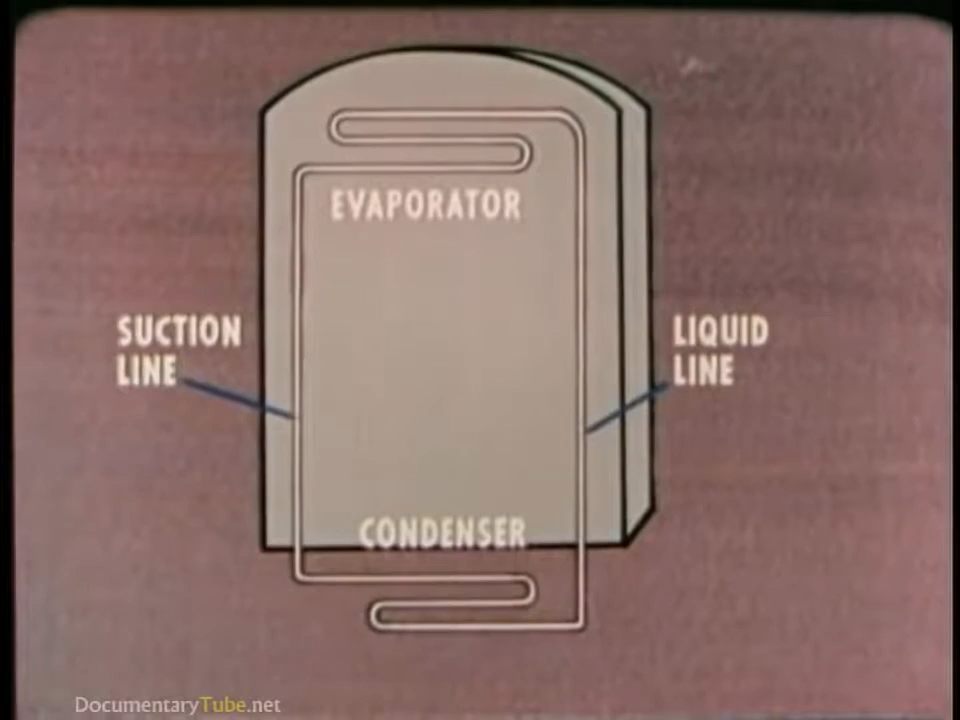 EVAPORATOR
SUCTION
LINE
LIQUID
LINE
CONDENSER
DocumentaryTube.net